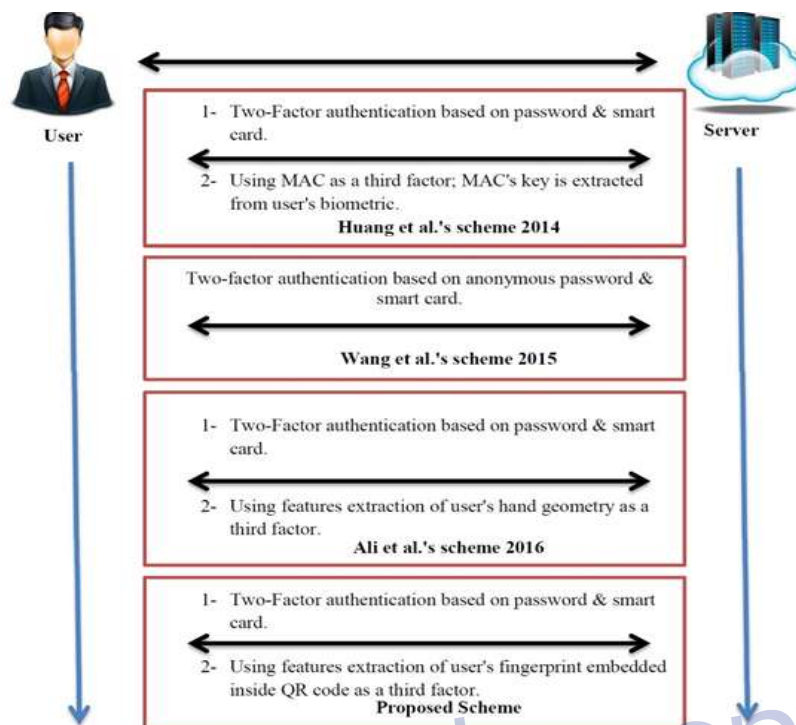 User
Server
1- Two-Factor authentication based on password & smart
card.
2- Using MAC as a third factor; MAC's key is extracted
from user's biometric.
Huang et al.'s scheme 2014
Two-factor authentication based on anonymous password &
smart card.
Wang et al.'s scheme 2015
1- Two-Factor authentication based on password & smart
card.
2- Using features extraction of user's hand geometry as a
third factor.
Ali et al.'s scheme 2016
1- Two-Factor authentication based on password & smart
card.
2- Using features extraction of user's fingerprint embedded
inside QR code as a third factor.
Proposed Scheme